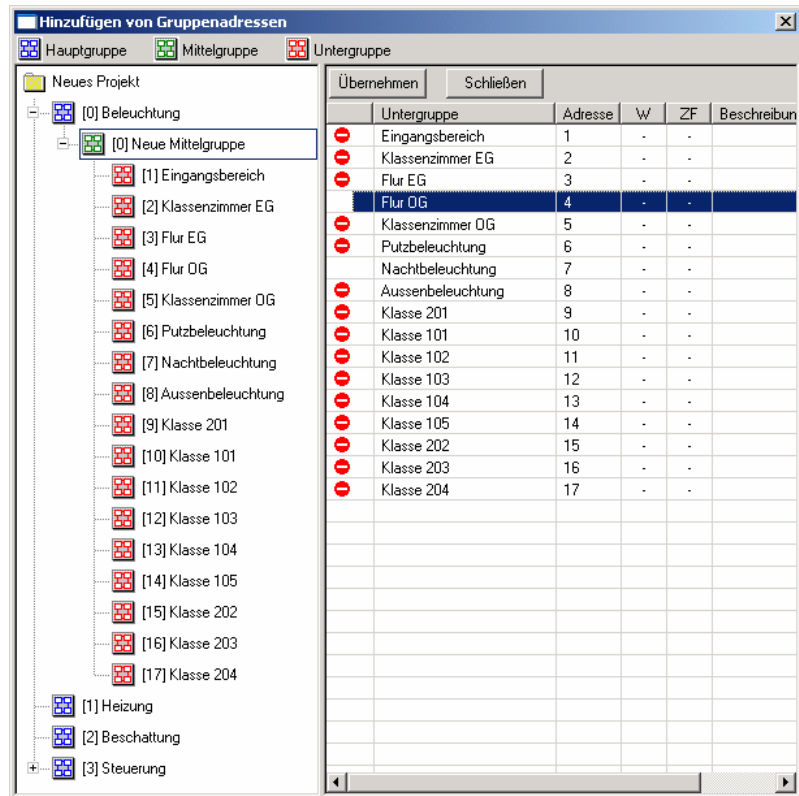 Hinzufügen von Gruppenadressen
Hauptgruppe Mittelgruppe Untergruppe
Neues Projekt
[0] Beleuchtung
[0] Neue Mittelgruppe
[1] Eingangsbereich
[2] Klassenzimmer EG
[3] Flur EG
[4] Flur OG
[5] Klassenzimmer OG
[6] Putzbeleuchtung
[7] Nachtbeleuchtung
[8] Aussenbeleuchtung
[9] Klasse 201
[10] Klasse 101
[11] Klasse 102
[12] Klasse 103
[13] Klasse 104
[14] Klasse 105
[15] Klasse 202
[16] Klasse 203
[17] Klasse 204
[1] Heizung
[2] Beschattung
[3] Steuerung
Übernehmen Schließen
Untergruppe Adresse W ZF Beschreibun
Eingangsbereich 1 - -
Klassenzimmer EG 2 - -
Flur EG 3 - -
Flur OG 4 - -
Klassenzimmer OG 5 - -
Putzbeleuchtung 6 - -
Nachtbeleuchtung 7 - -
Aussenbeleuchtung 8 - -
Klasse 201 9 - -
Klasse 101 10 - -
Klasse 102 11 - -
Klasse 103 12 - -
Klasse 104 13 - -
Klasse 105 14 - -
Klasse 202 15 - -
Klasse 203 16 - -
Klasse 204 17 - -